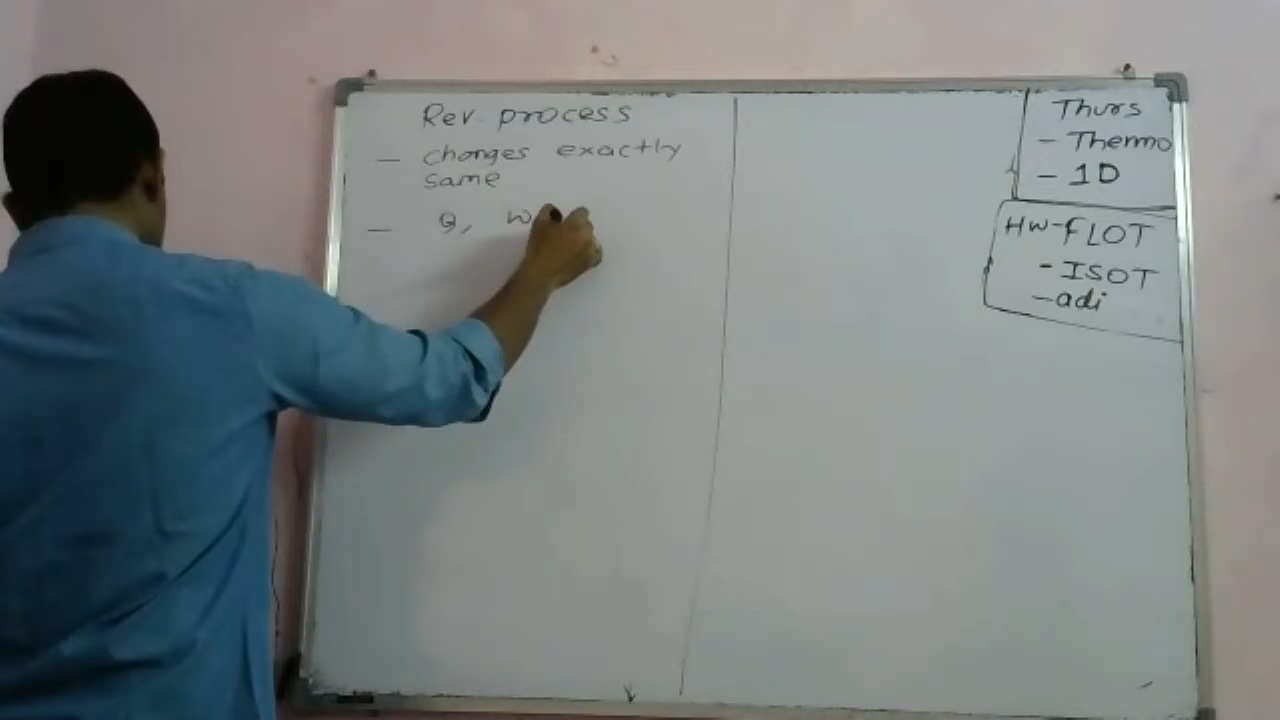 Rev. process
– changes exactly
same
– Q, W
Thurs
- Thermo
- 1D
HW-FLOT
- ISOT
- adi